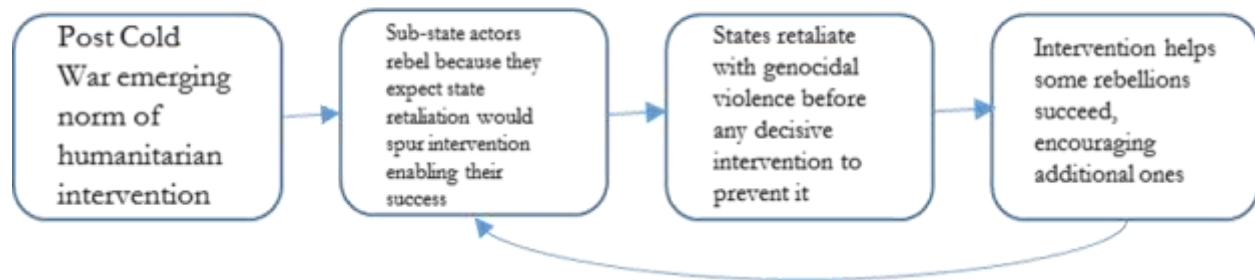 Post Cold
War emerging
norm of
humanitarian
intervention
Sub-state actors
rebel because they
expect state
retaliation would
spur intervention
enabling their
success
States retaliate
with genocidal
violence before
any decisive
intervention to
prevent it
Intervention helps
some rebellions
succeed,
encouraging
additional ones